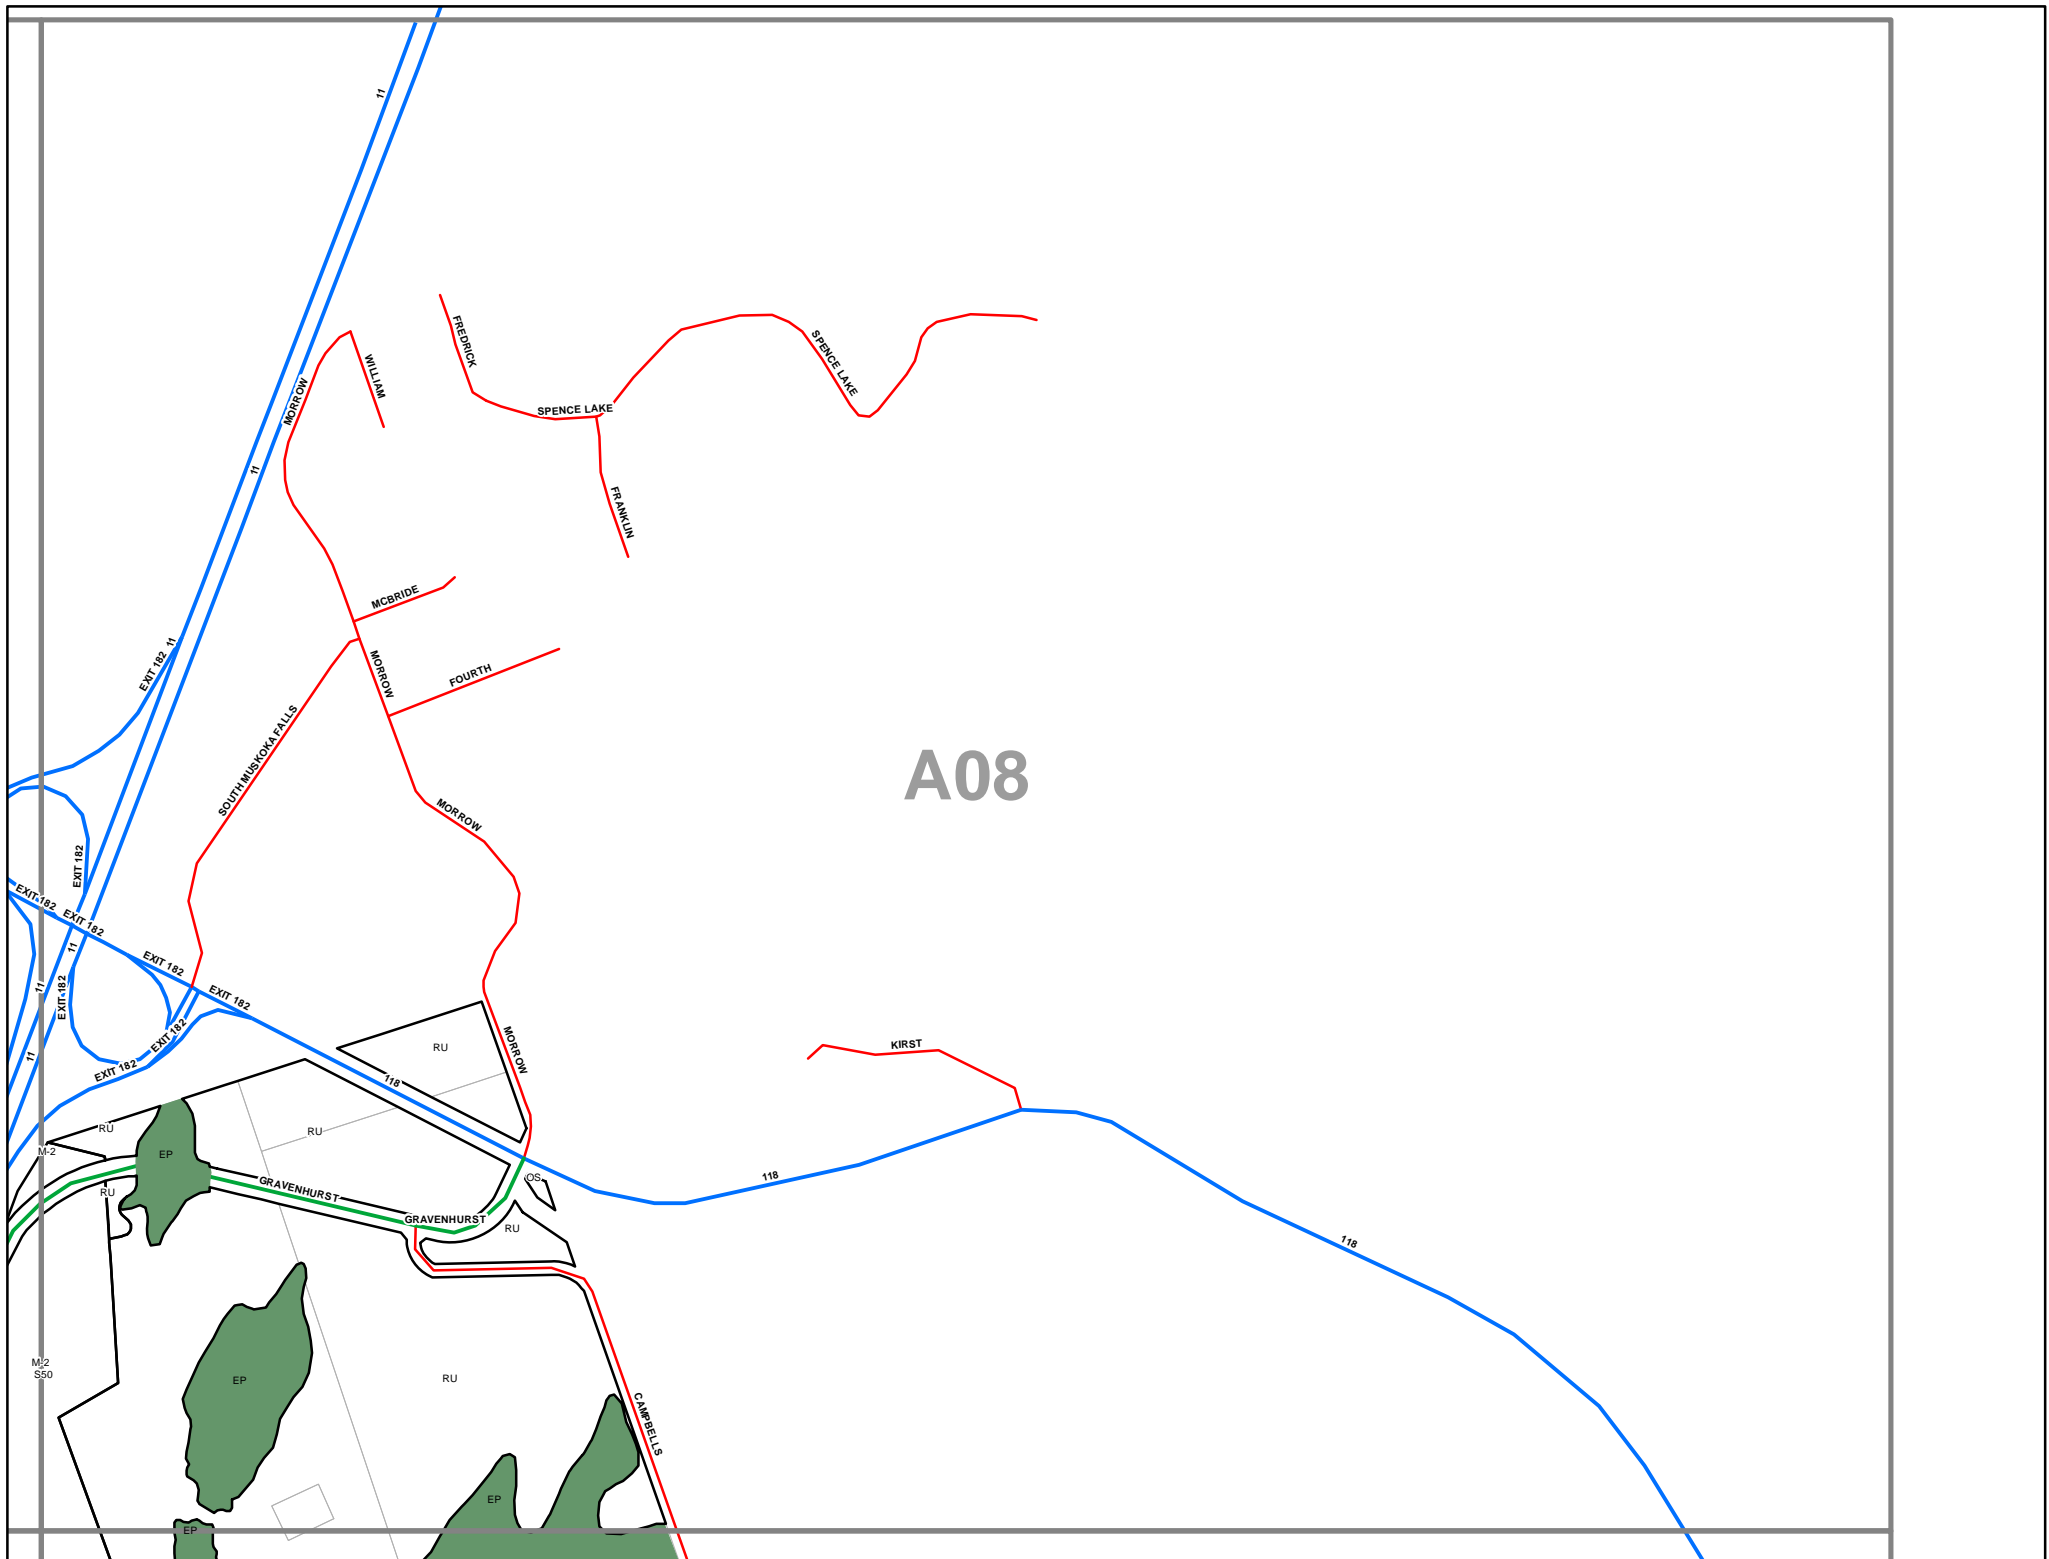 11
FREDRICK
SPENCE LAKE
WILLIAM
MORROW
SPENCE LAKE
11
FRANKLIN
MCBRIDE
11
EXIT 182
MORROW
FOURTH
SOUTH MUSKOKA FALLS
A08
MORROW
EXIT 182
EXIT 182
EXIT 182
11
EXIT 182
11
EXIT 182
EXIT 182
EXIT 182
11
MORROW
RU
KIRST
EXIT 182
118
RU
RU
M-2
EP
118
OS
RU
GRAVENHURST
GRAVENHURST
RU
118
M-2
S50
EP
RU
CAMPBELLS
EP
EP